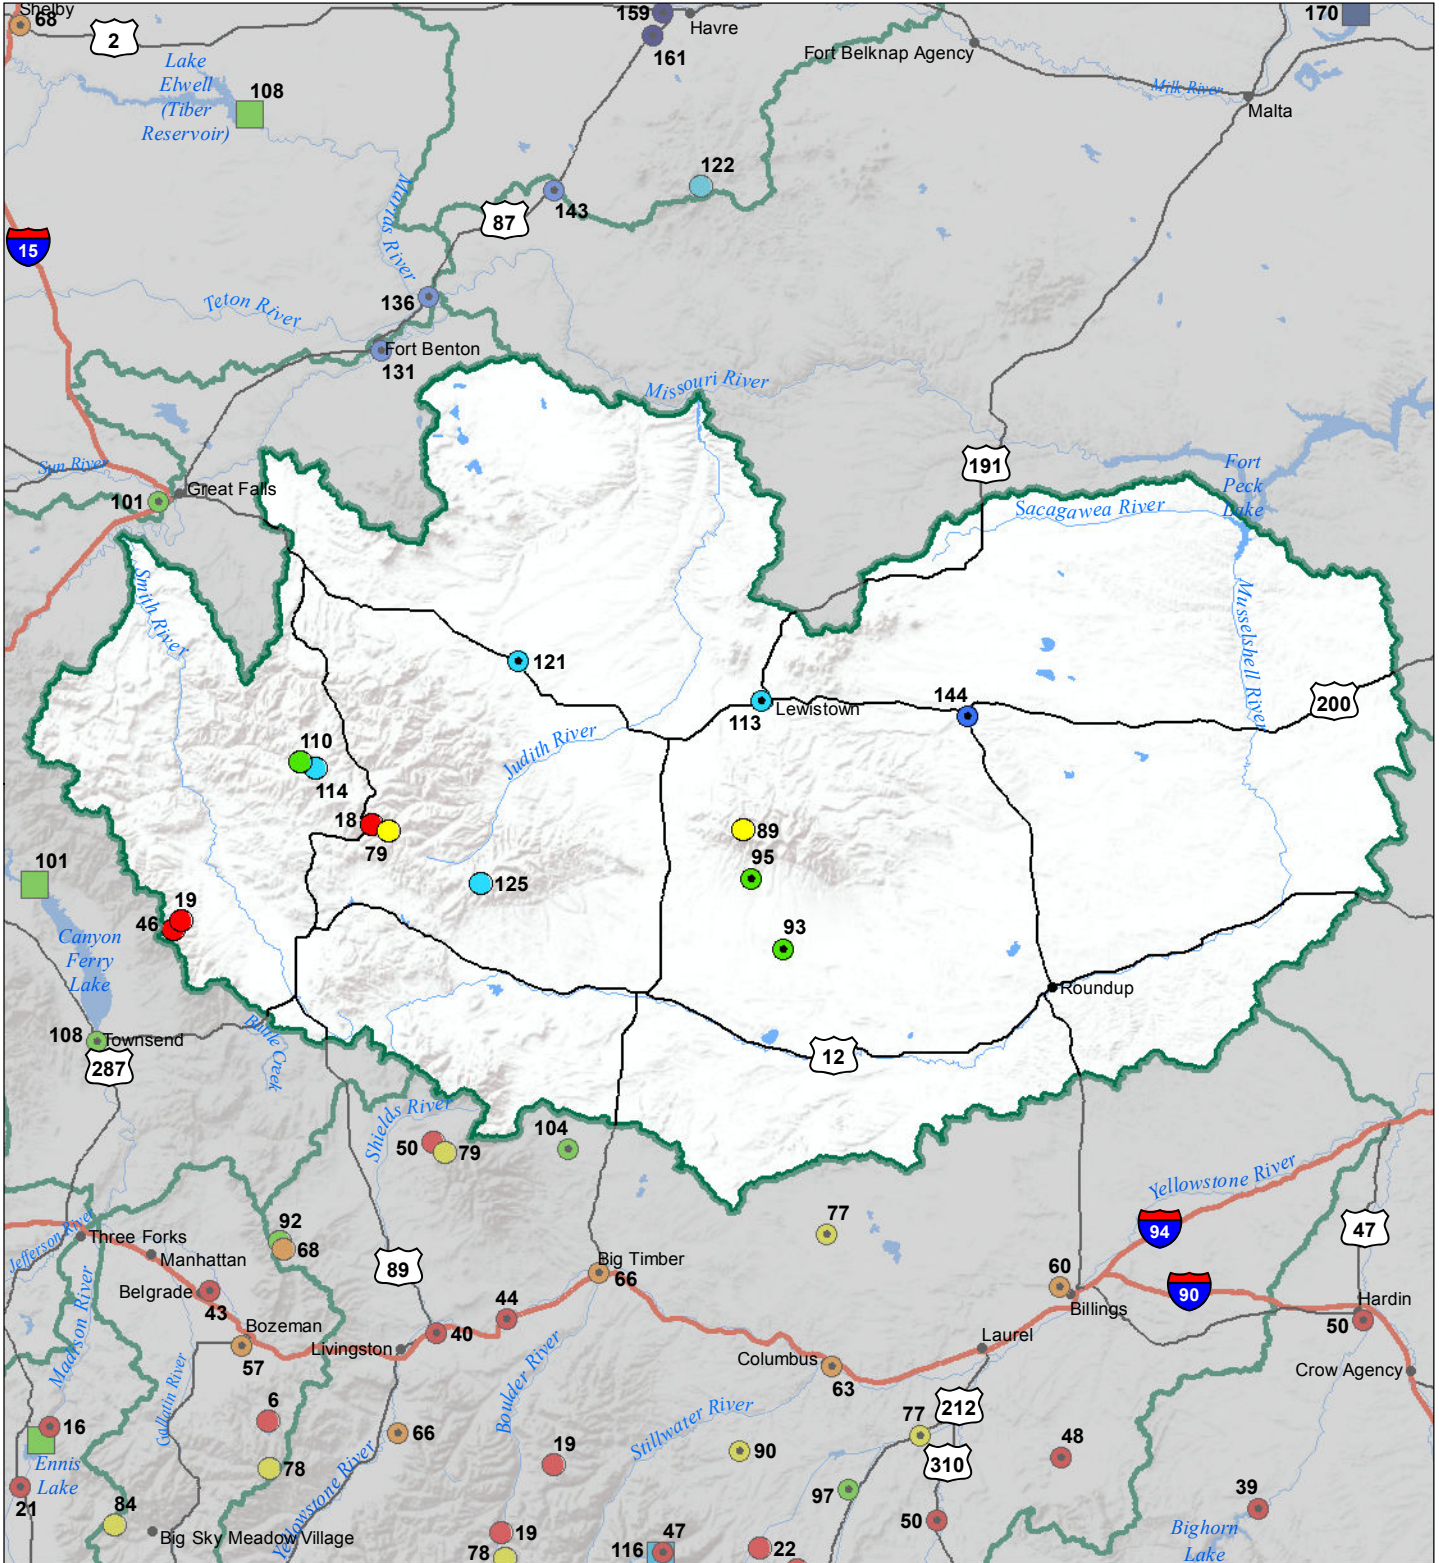 Shelby
68
2
159
Havre
161
170
Fort Belknap Agency
Lake
Elwell
(Tiber
Reservoir)
108
Milk River
Malta
122
Marias River
143
87
15
136
Teton River
Fort Benton
131
Missouri River
191
Fort
Peck
Lake
Sun River
101
Great Falls
Sacagawea River
Smith River
Musselshell River
121
144
200
113
Lewistown
110
114
Judith River
18
79
89
95
101
125
19
46
93
Canyon
Ferry
Lake
Roundup
108
Townsend
287
Battle Creek
12
Shields River
50
79
104
Yellowstone River
92
68
77
94
47
Jefferson River
Three Forks
Manhattan
89
Big Timber
66
60
Billings
90
Hardin
50
Belgrade
43
Madison River
44
Bozeman
57
Livingston
40
Laurel
Columbus
63
Crow Agency
Boulder River
Gallatin River
6
16
66
Stillwater River
77
212
Ennis
Lake
78
19
90
310
48
21
84
Yellowstone River
97
39
Big Sky Meadow Village
19
78
116
47
22
50
Bighorn
Lake